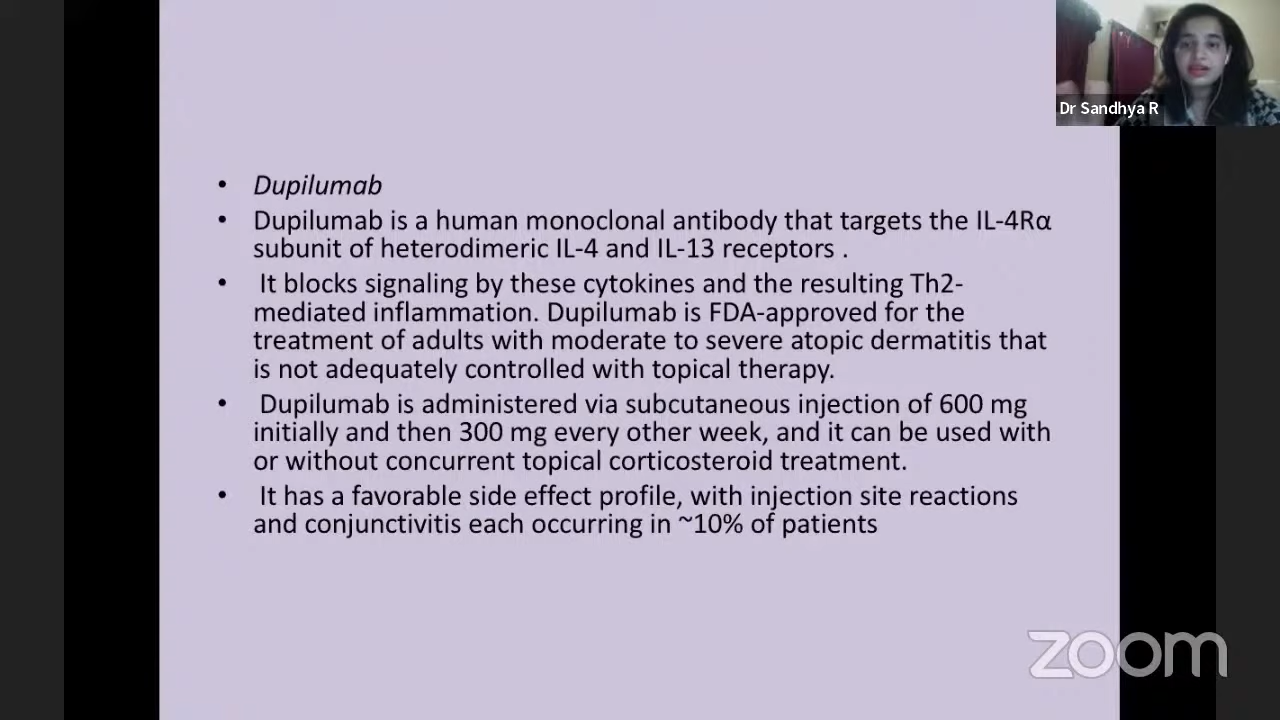 Dr Sandhya R
• Dupilumab
• Dupilumab is a human monoclonal antibody that targets the IL-4Rα
subunit of heterodimeric IL-4 and IL-13 receptors .
• It blocks signaling by these cytokines and the resulting Th2-
mediated inflammation. Dupilumab is FDA-approved for the
treatment of adults with moderate to severe atopic dermatitis that
is not adequately controlled with topical therapy.
• Dupilumab is administered via subcutaneous injection of 600 mg
initially and then 300 mg every other week, and it can be used with
or without concurrent topical corticosteroid treatment.
• It has a favorable side effect profile, with injection site reactions
and conjunctivitis each occurring in ~10% of patients
zoom